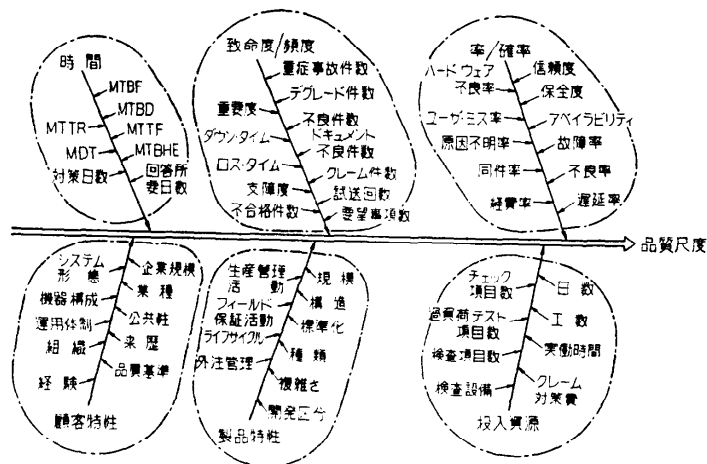 時間
MTBF
MTBD
MTTR
MTTF
MDT
MTBHE
対策日数
回答所
要日数
致命度/頻度
重症事故件数
デグレード件数
重要度
不良件数
ダウン・タイム
ドキュメント
不良件数
ロス・タイム
クレーム件数
支障度
試送回数
不合格件数
要望事項数
率/確率
ハードウェア
不良率
信頼度
保全度
ユーザ・ミス率
アベイラビリティ
原因不明率
故障率
同件率
不良率
経費率
遅延率
品質尺度
システム
形態
企業規模
機器構成
業種
運用体制
公共性
組織
来歴
経験
品質基準
顧客特性
生産管理
活動
規模
フィールド
保証活動
構造
標準化
ライフサイクル
種類
外注管理
複雑さ
開発区分
製品特性
チェック
項目数
日数
過負荷テスト
項目数
工数
検査項目数
実働時間
検査設備
クレーム
対策費
投入資源